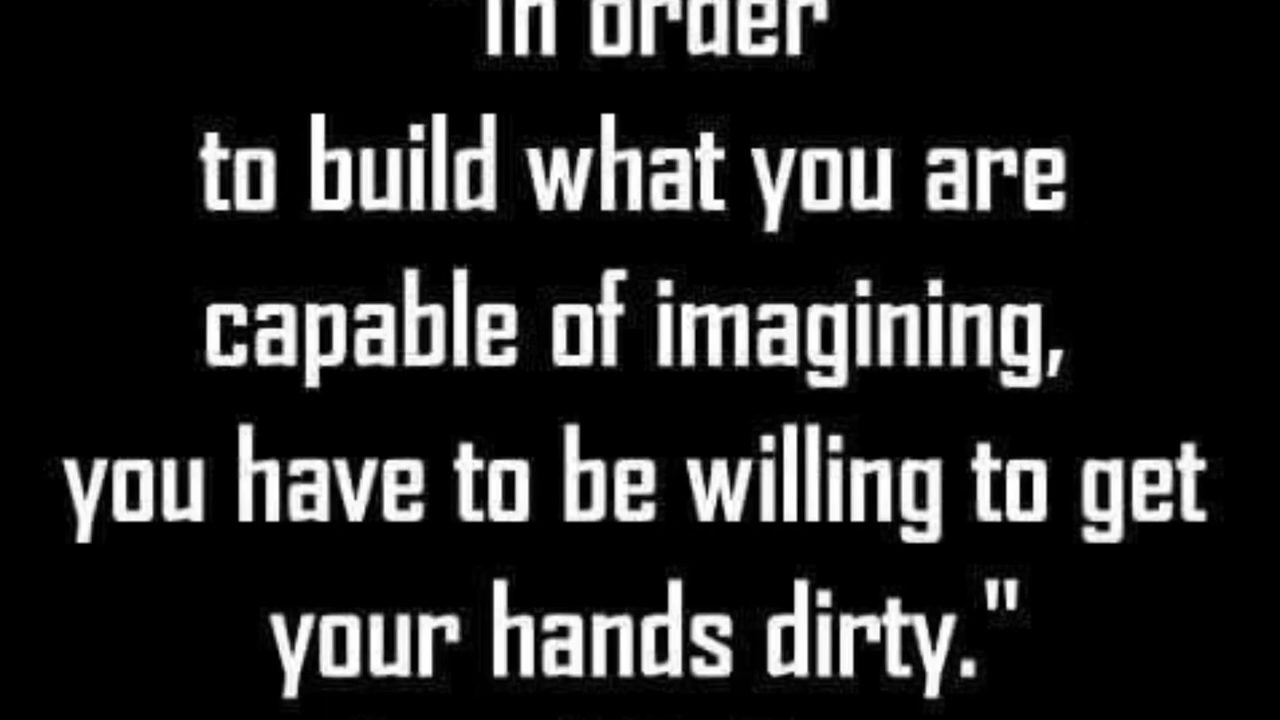 "In order
to build what you are
capable of imagining,
you have to be willing to get
your hands dirty."